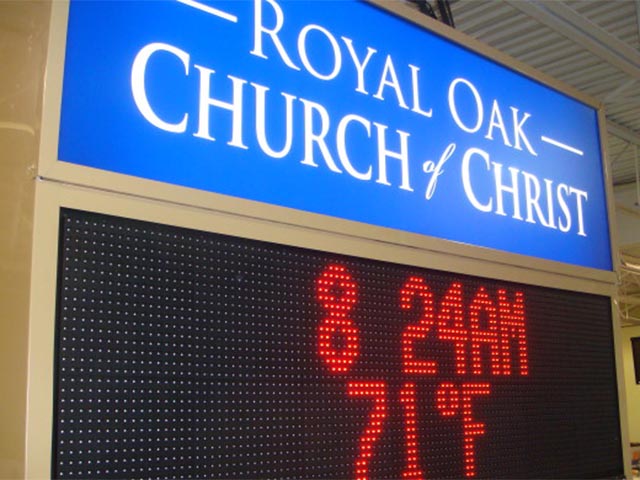 — ROYAL OAK —
CHURCH of CHRIST
8 24AM
71°F